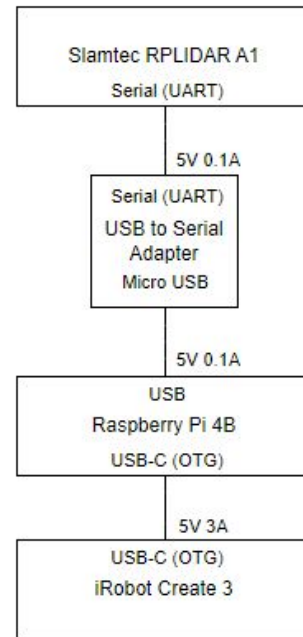 Slamtec RPLIDAR A1
Serial (UART)
5V 0.1A
Serial (UART)
USB to Serial
Adapter
Micro USB
5V 0.1A
USB
Raspberry Pi 4B
USB-C (OTG)
5V 3A
USB-C (OTG)
iRobot Create 3